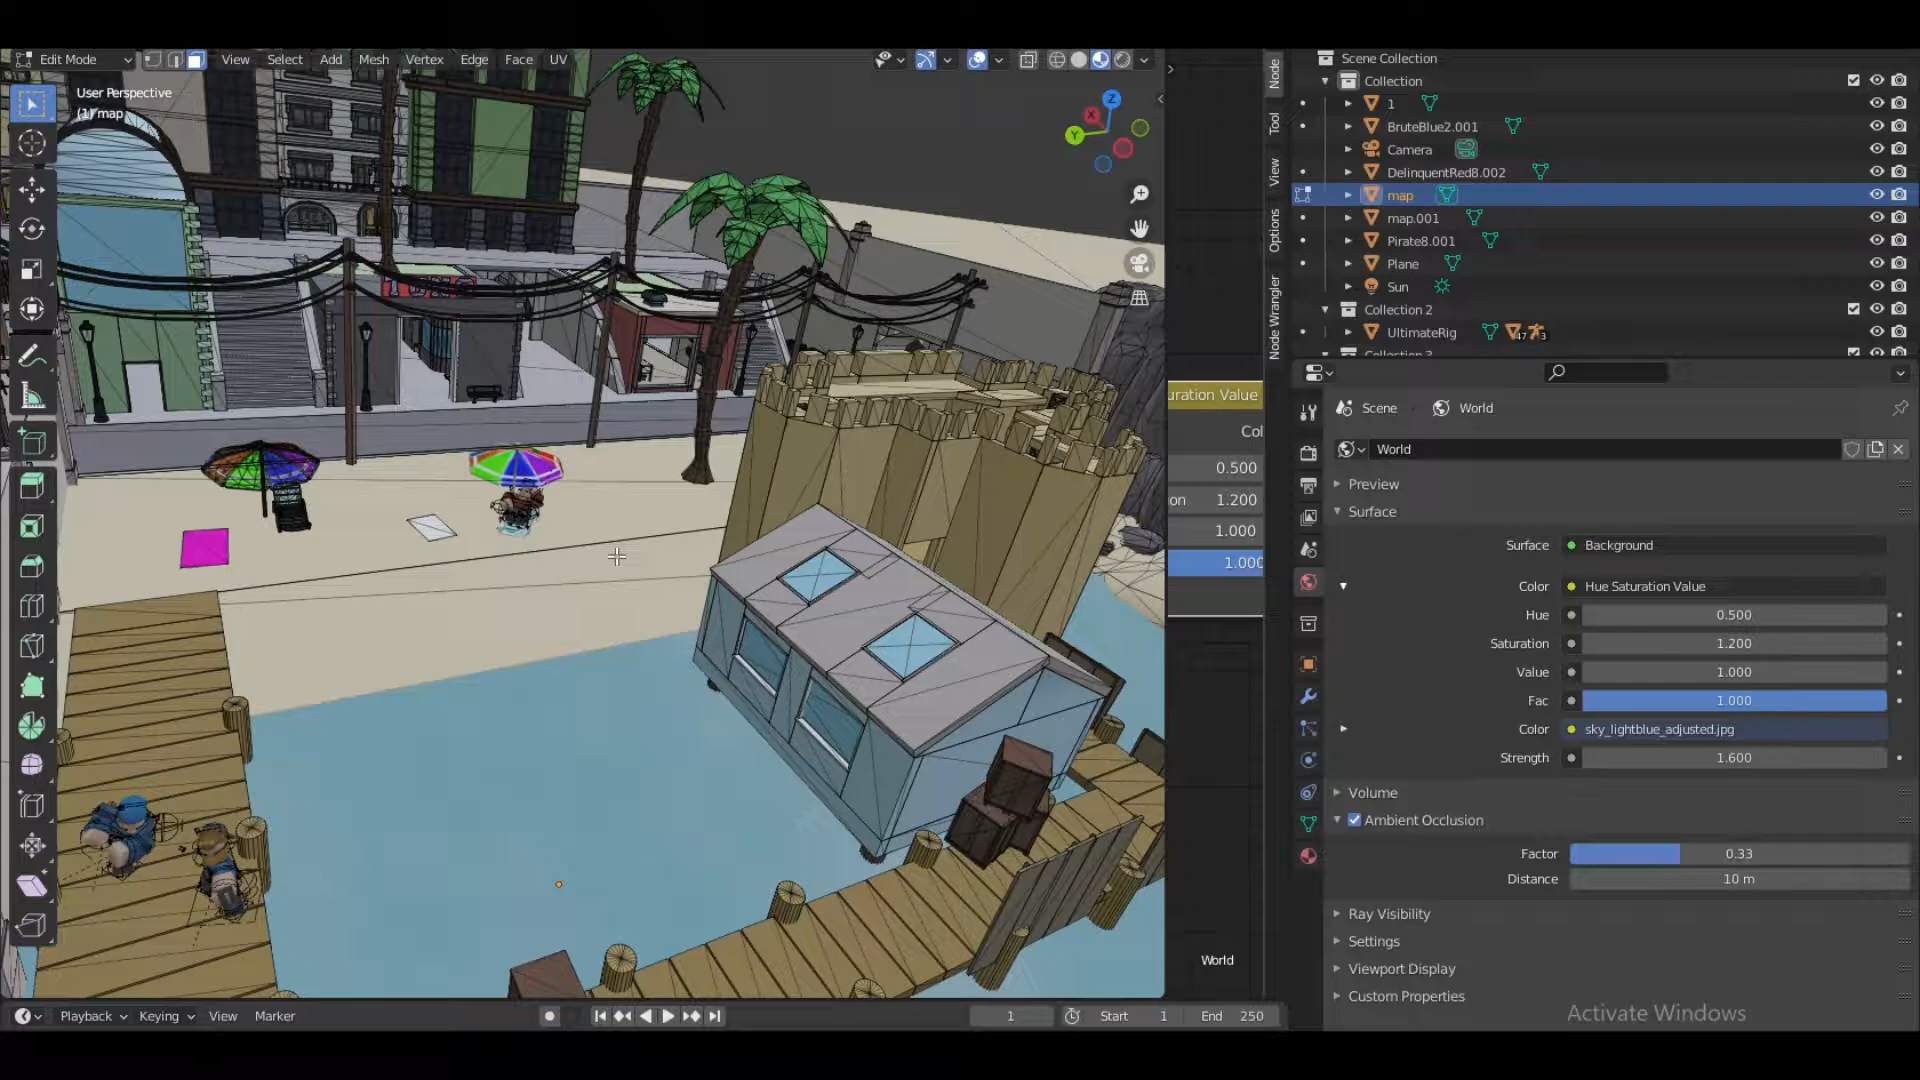 Edit Mode
View
Select
Add
Mesh
Vertex
Edge
Face
UV
User Perspective
(1) map
Z
X
Y
Node
Tool
View
Options
Node Wrangler
uration Value
Col
0.500
on 1.200
1.000
1.000
World
Scene Collection
Collection
1
BruteBlue2.001
Camera
DelinquentRed8.002
map
map.001
Pirate8.001
Plane
Sun
Collection 2
UltimateRig
47
3
Scene
World
World
Preview
Surface
Surface Background
Color Hue Saturation Value
Hue 0.500
Saturation 1.200
Value 1.000
Fac 1.000
Color sky_lightblue_adjusted.jpg
Strength 1.600
Volume
Ambient Occlusion
Factor 0.33
Distance 10 m
Ray Visibility
Settings
Viewport Display
Custom Properties
Activate Windows
Playback
Keying
View
Marker
1
Start 1
End 250